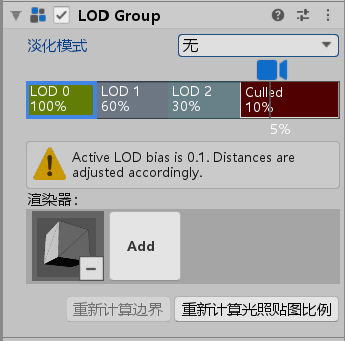 LOD Group
淡化模式
无
LOD 0
100%
LOD 1
60%
LOD 2
30%
Culled
10%
5%
Active LOD bias is 0.1. Distances are
adjusted accordingly.
渲染器：
Add
重新计算边界
重新计算光照贴图比例